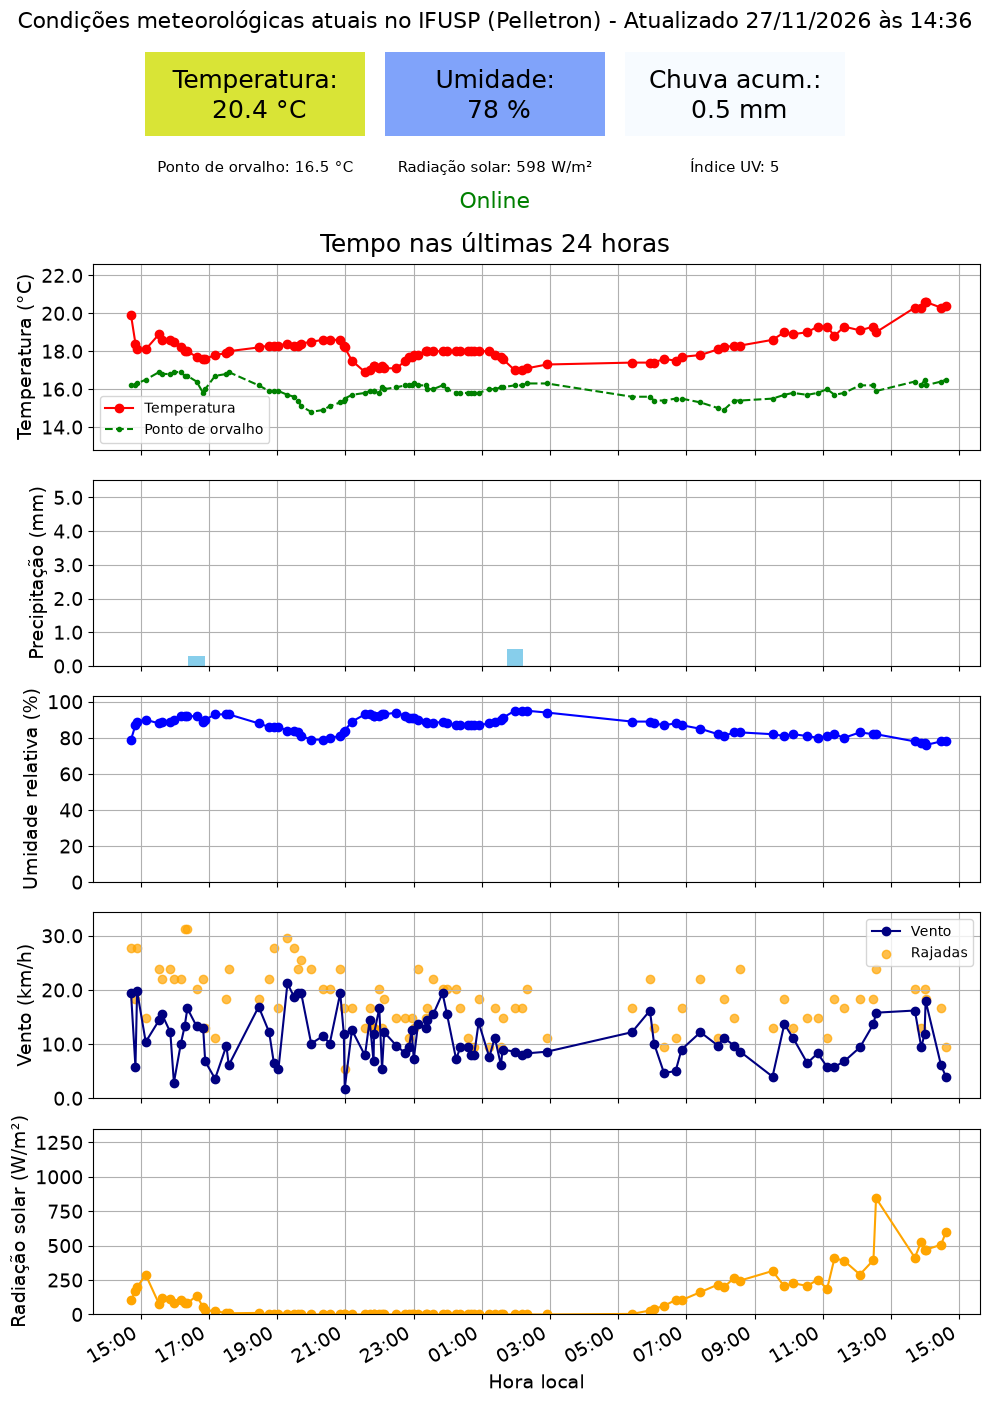 Condições meteorológicas atuais no IFUSP (Pelletron) - Atualizado 27/11/2026 às 14:36
Temperatura:
20.4 °C
Umidade:
78 %
Chuva acum.:
0.5 mm
Ponto de orvalho: 16.5 °C
Radiação solar: 598 W/m²
Índice UV: 5
Online
Tempo nas últimas 24 horas
Temperatura (°C)
22.0
20.0
18.0
16.0
14.0
Temperatura
Ponto de orvalho
Precipitação (mm)
5.0
4.0
3.0
2.0
1.0
0.0
Umidade relativa (%)
100
80
60
40
20
0
Vento (km/h)
30.0
20.0
10.0
0.0
Vento
Rajadas
Radiação solar (W/m²)
1250
1000
750
500
250
0
15:00
17:00
19:00
21:00
23:00
01:00
03:00
05:00
07:00
09:00
11:00
13:00
15:00
Hora local